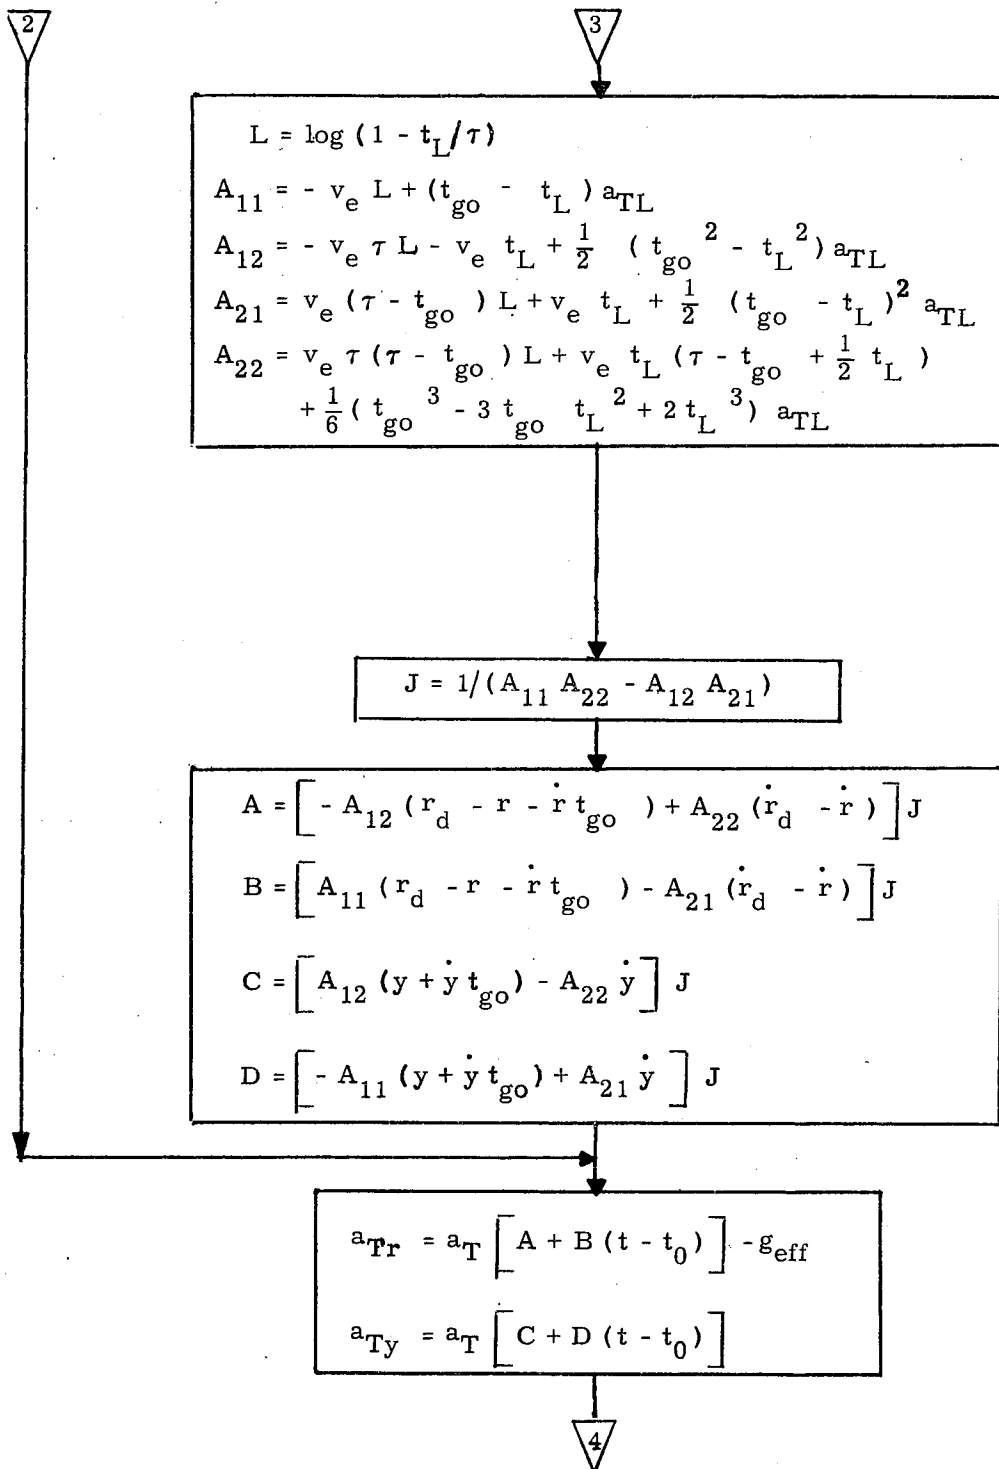 2
3
L = log (1 - t_L/τ)
A_11 = - v_e L + (t_go - t_L) a_TL
A_12 = - v_e τ L - v_e t_L + 1/2 (t_go^2 - t_L^2) a_TL
A_21 = v_e (τ - t_go) L + v_e t_L + 1/2 (t_go - t_L)^2 a_TL
A_22 = v_e τ (τ - t_go) L + v_e t_L (τ - t_go + 1/2 t_L)
+ 1/6 (t_go^3 - 3 t_go t_L^2 + 2 t_L^3) a_TL
J = 1/(A_11 A_22 - A_12 A_21)
A = [- A_12 (r_d - r - ṙ t_go) + A_22 (ṙ_d - ṙ)] J
B = [A_11 (r_d - r - ṙ t_go) - A_21 (ṙ_d - ṙ)] J
C = [A_12 (y + ẏ t_go) - A_22 ẏ] J
D = [- A_11 (y + ẏ t_go) + A_21 ẏ] J
a_Tr = a_T [A + B (t - t_0)] - g_eff
a_Ty = a_T [C + D (t - t_0)]
4